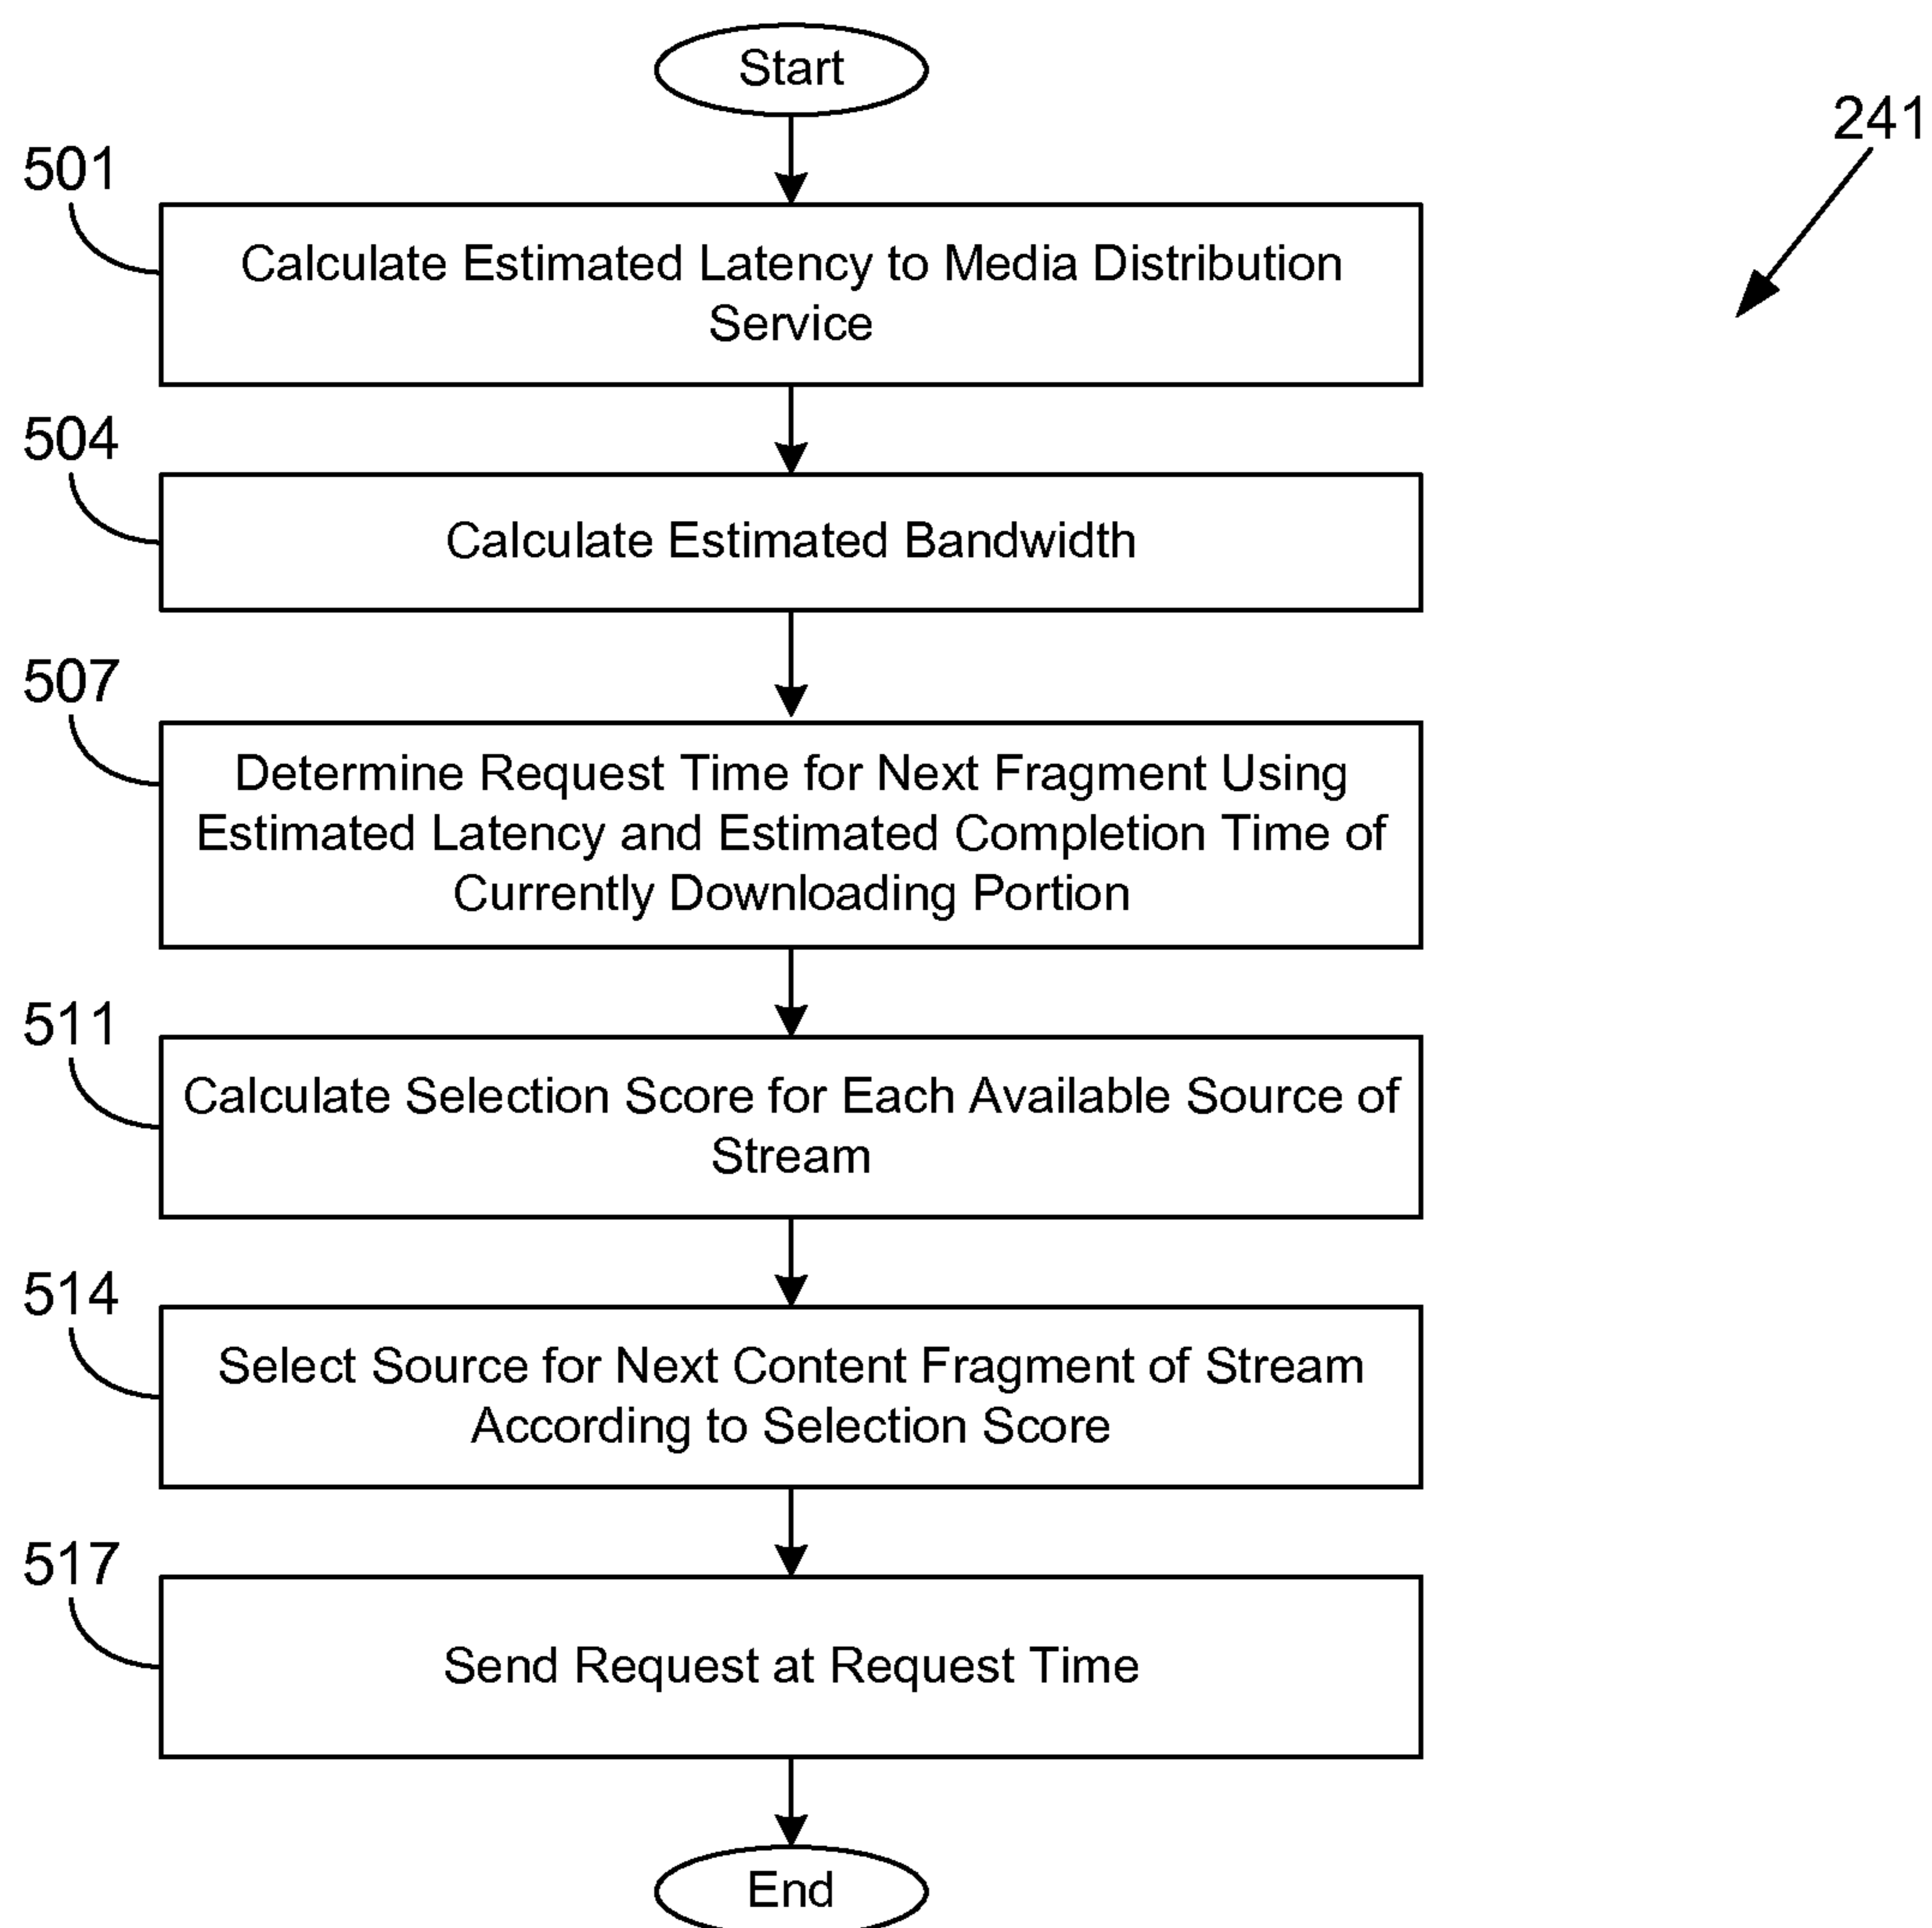 Start
241
501
Calculate Estimated Latency to Media Distribution
Service
504
Calculate Estimated Bandwidth
507
Determine Request Time for Next Fragment Using
Estimated Latency and Estimated Completion Time of
Currently Downloading Portion
511
Calculate Selection Score for Each Available Source of
Stream
514
Select Source for Next Content Fragment of Stream
According to Selection Score
517
Send Request at Request Time
End